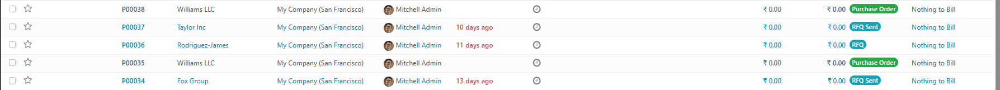 P00038 Williams LLC My Company (San Francisco) Mitchell Admin ₹ 0.00 ₹ 0.00 Purchase Order Nothing to Bill
P00037 Taylor Inc My Company (San Francisco) Mitchell Admin 10 days ago ₹ 0.00 ₹ 0.00 RFQ Sent Nothing to Bill
P00036 Rodriguez-James My Company (San Francisco) Mitchell Admin 11 days ago ₹ 0.00 ₹ 0.00 RFQ Nothing to Bill
P00035 Williams LLC My Company (San Francisco) Mitchell Admin ₹ 0.00 ₹ 0.00 Purchase Order Nothing to Bill
P00034 Fox Group My Company (San Francisco) Mitchell Admin 13 days ago ₹ 0.00 ₹ 0.00 RFQ Sent Nothing to Bill